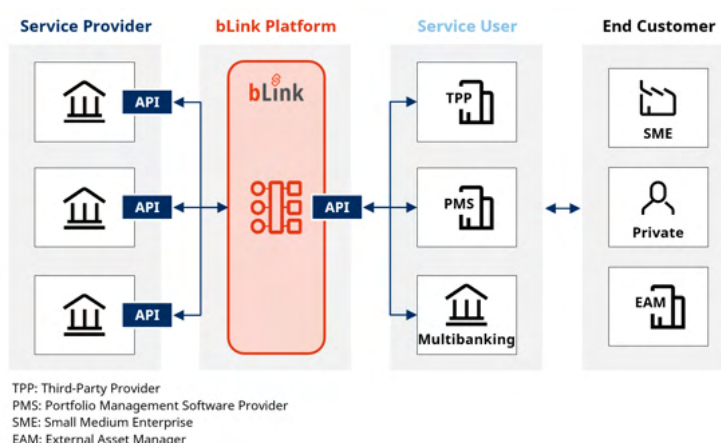 Service Provider
bLink Platform
Service User
End Customer
API
API
API
bLink
API
TPP
PMS
Multibanking
SME
Private
EAM
TPP: Third-Party Provider
PMS: Portfolio Management Software Provider
SME: Small Medium Enterprise
EAM: External Asset Manager